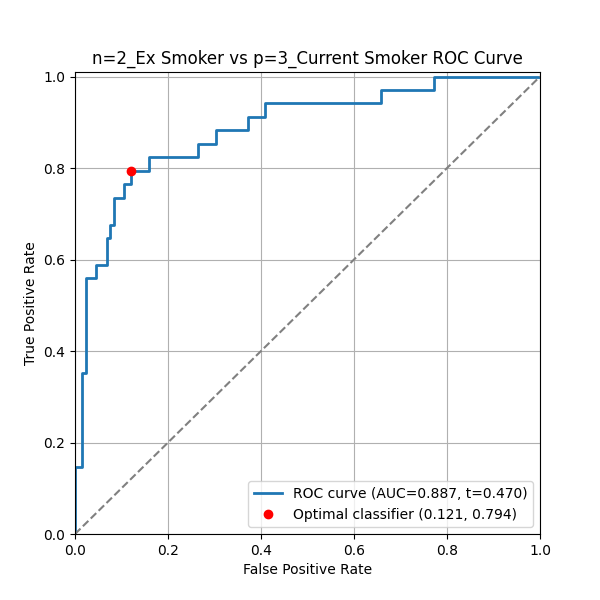 n=2_Ex Smoker vs p=3_Current Smoker ROC Curve
True Positive Rate
1.0
0.8
0.6
0.4
0.2
0.0
0.0 0.2 0.4 0.6 0.8 1.0
False Positive Rate
ROC curve (AUC=0.887, t=0.470)
Optimal classifier (0.121, 0.794)